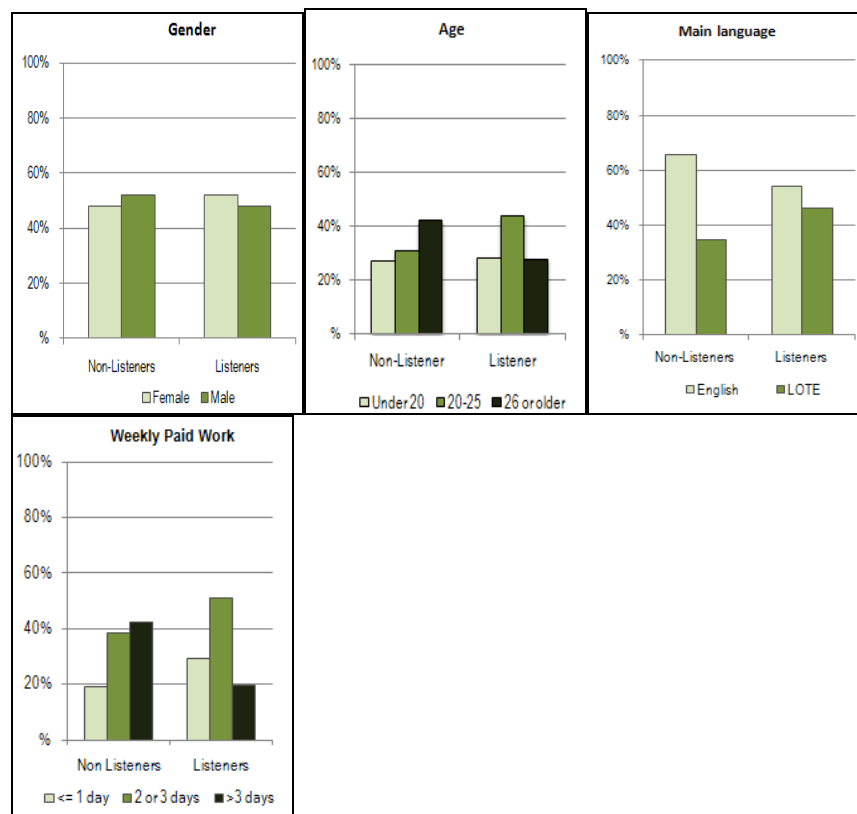 Gender
100%
80%
60%
40%
20%
%
Non-Listeners Listeners
Female Male
Age
100%
80%
60%
40%
20%
%
Non-Listener Listener
Under 20 20-25 26 or older
Main language
100%
80%
60%
40%
20%
%
Non-Listeners Listeners
English LOTE
Weekly Paid Work
100%
80%
60%
40%
20%
%
Non Listeners Listeners
<= 1 day 2 or 3 days >3 days